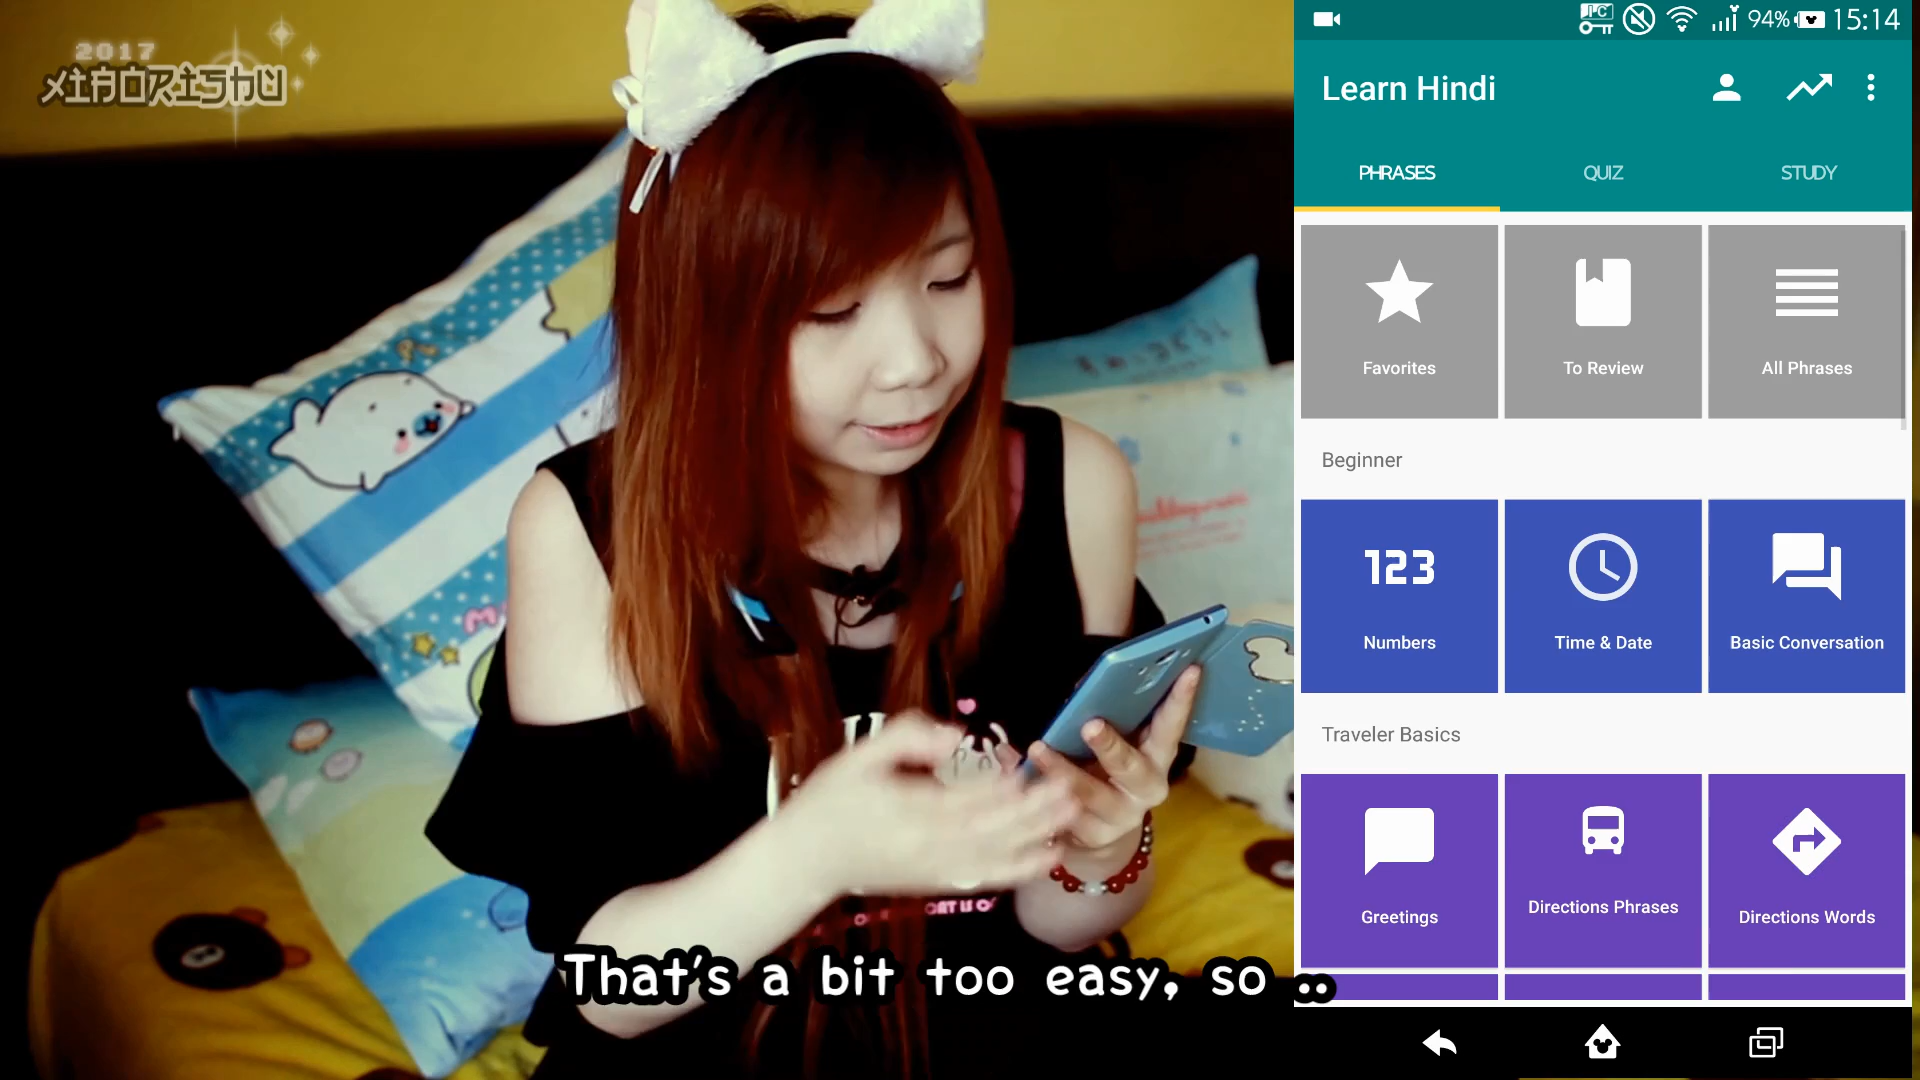 2017
XIAORISHU
94% 15:14
Learn Hindi
PHRASES QUIZ STUDY
Favorites To Review All Phrases
Beginner
123
Numbers Time & Date Basic Conversation
Traveler Basics
Greetings Directions Phrases Directions Words
That's a bit too easy, so ..